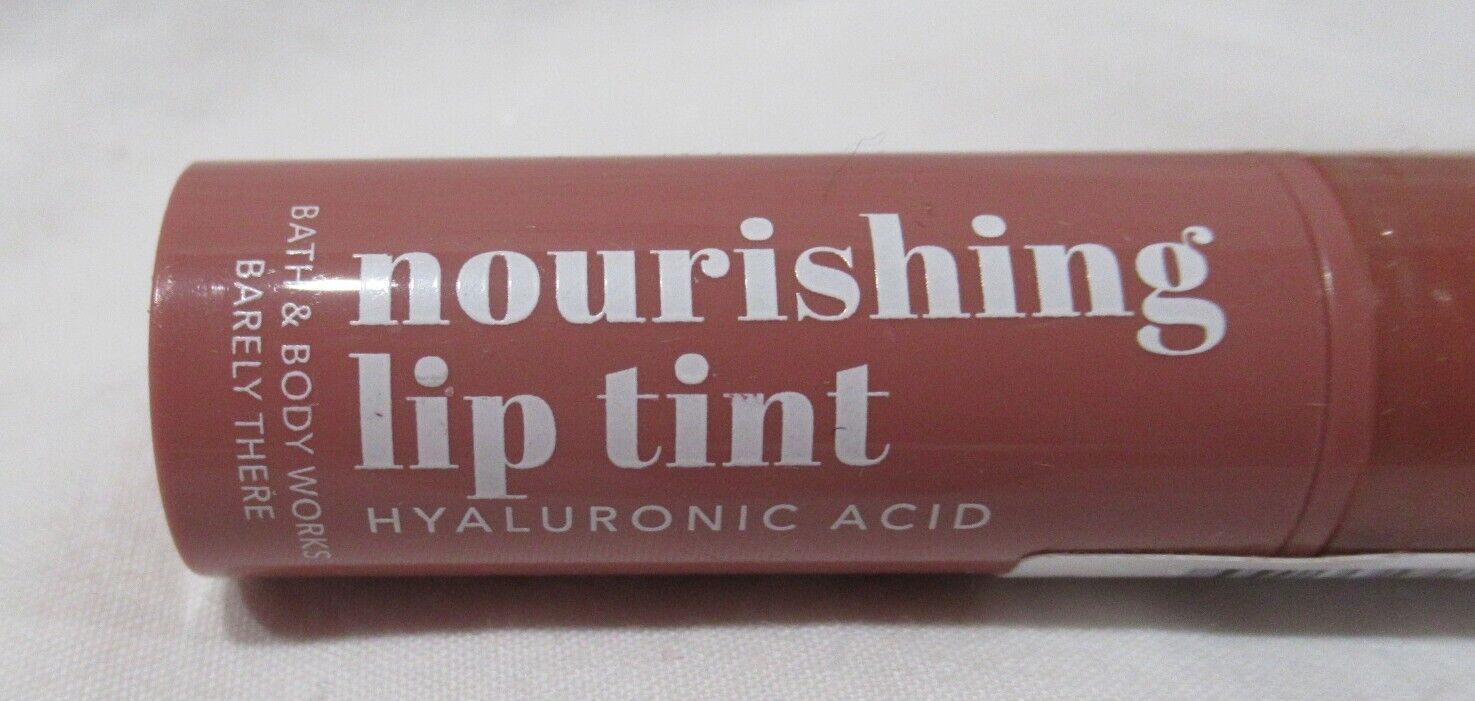 BATH & BODY WORKS
BARELY THERE
nourishing
lip tint
HYALURONIC ACID